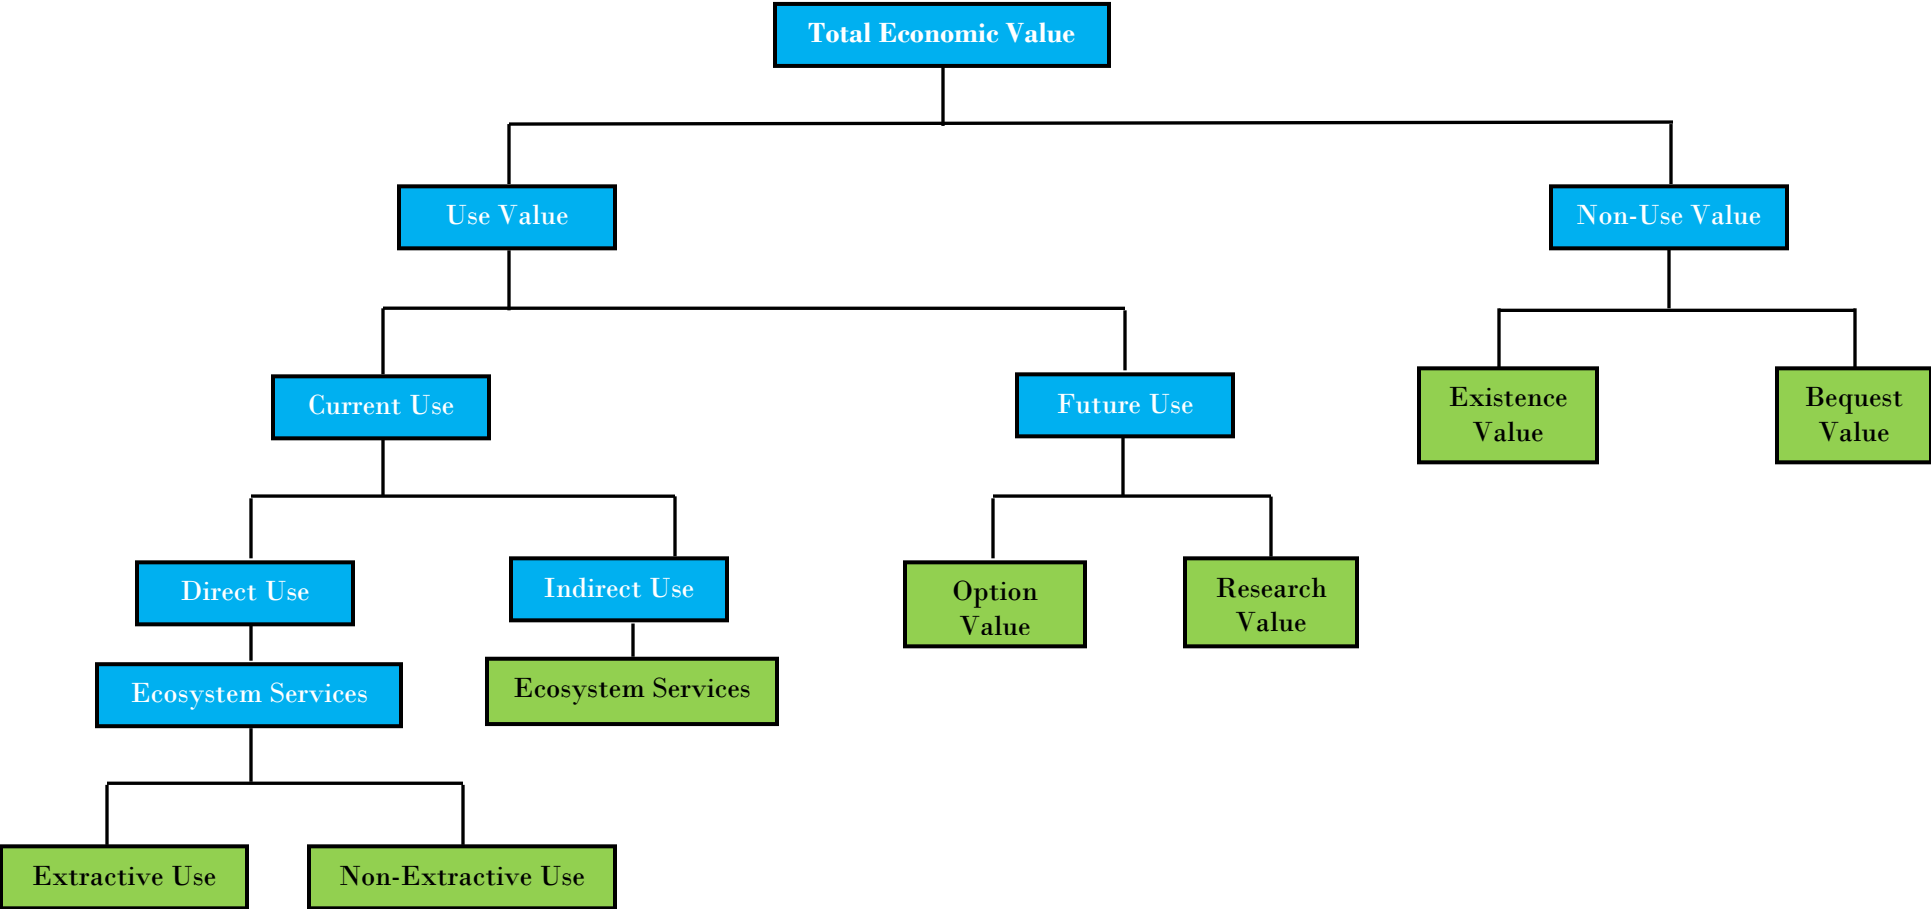 Total Economic Value
Use Value
Non-Use Value
Current Use
Future Use
Existence
Value
Bequest
Value
Direct Use
Indirect Use
Option
Value
Research
Value
Ecosystem Services
Ecosystem Services
Extractive Use
Non-Extractive Use